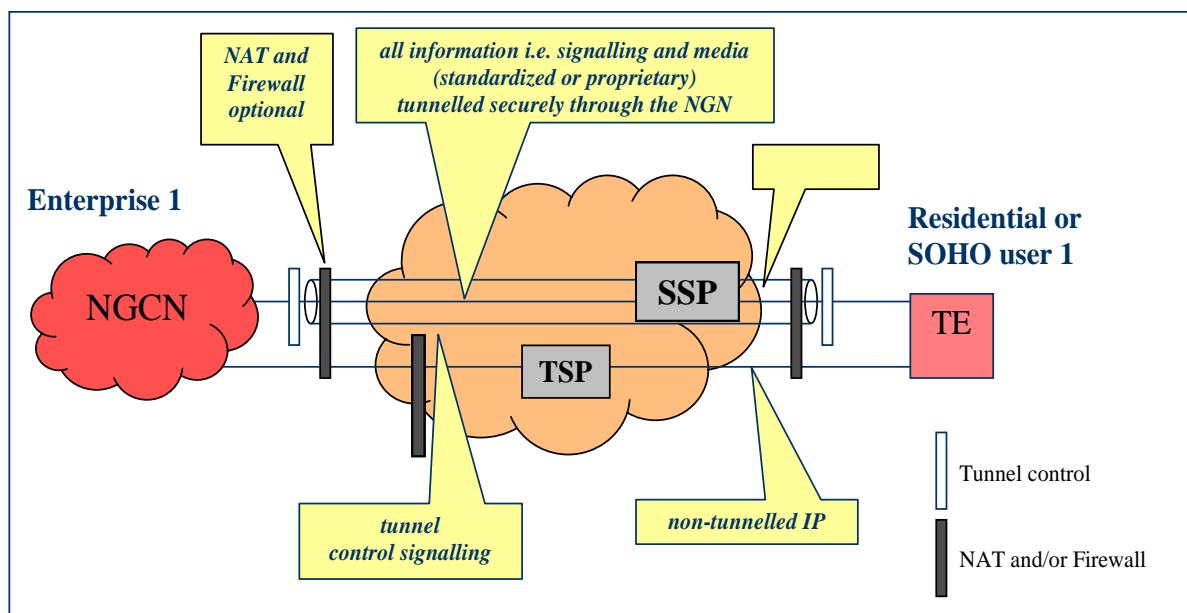 NAT and
Firewall
optional
all information i.e. signalling and media
(standardized or proprietary)
tunnelled securely through the NGN
Enterprise 1
Residential or
SOHO user 1
NGCN
SSP
TE
TSP
tunnel
control signalling
non-tunnelled IP
Tunnel control
NAT and/or Firewall